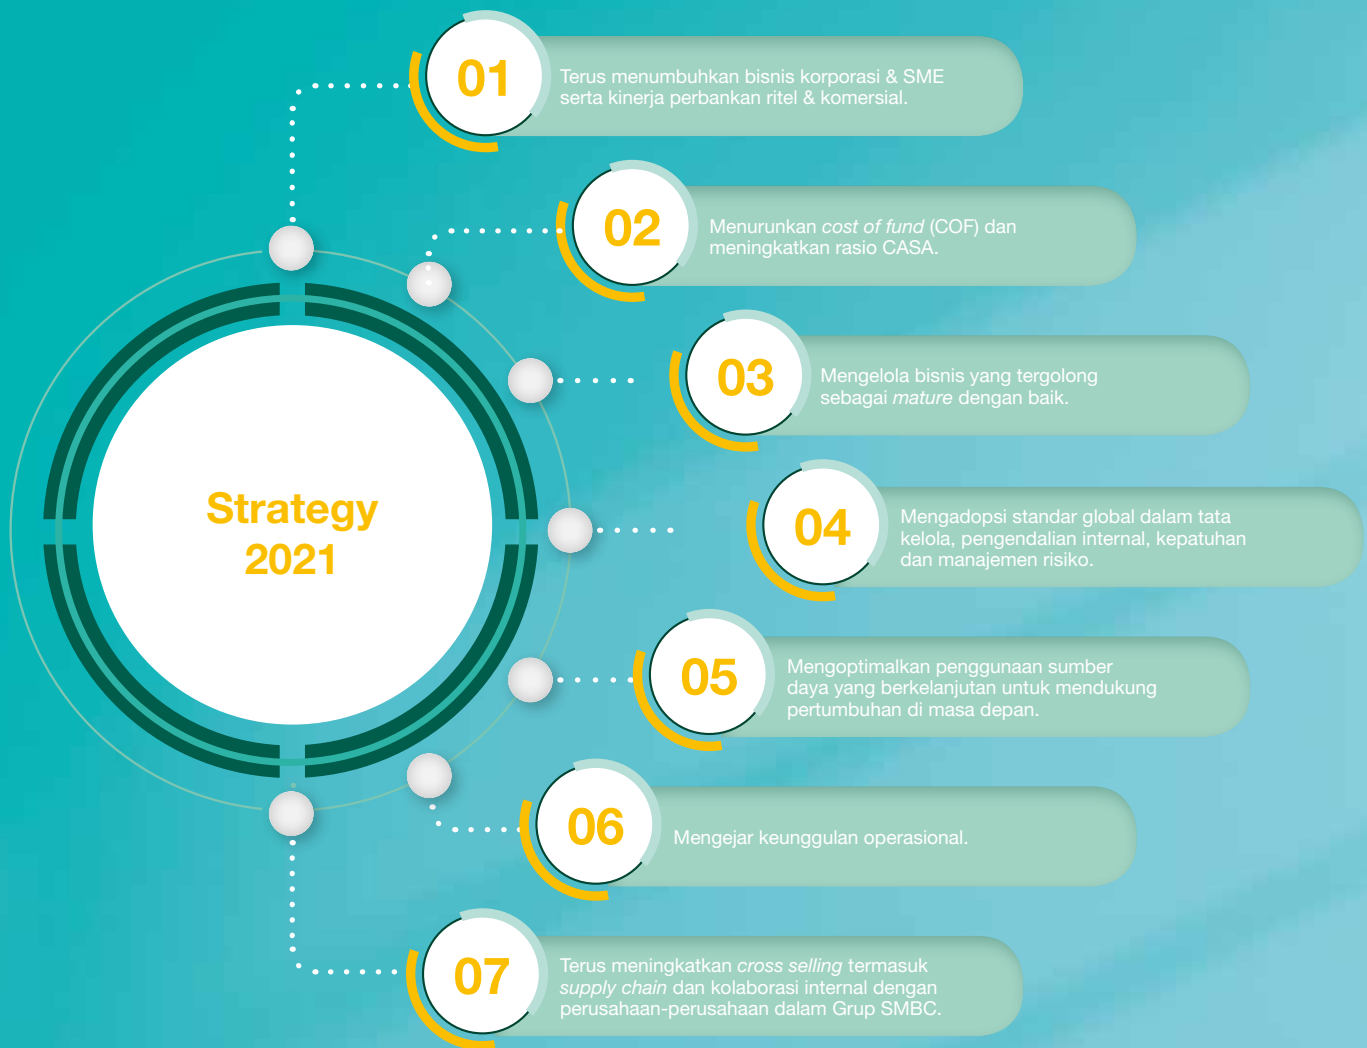 01
Terus menumbuhkan bisnis korporasi & SME
serta kinerja perbankan ritel & komersial.
02
Menurunkan cost of fund (COF) dan
meningkatkan rasio CASA.
03
Mengelola bisnis yang tergolong
sebagai mature dengan baik.
Strategy
2021
04
Mengadopsi standar global dalam tata
kelola, pengendalian internal, kepatuhan
dan manajemen risiko.
05
Mengoptimalkan penggunaan sumber
daya yang berkelanjutan untuk mendukung
pertumbuhan di masa depan.
06
Mengejar keunggulan operasional.
07
Terus meningkatkan cross selling termasuk
supply chain dan kolaborasi internal dengan
perusahaan-perusahaan dalam Grup SMBC.